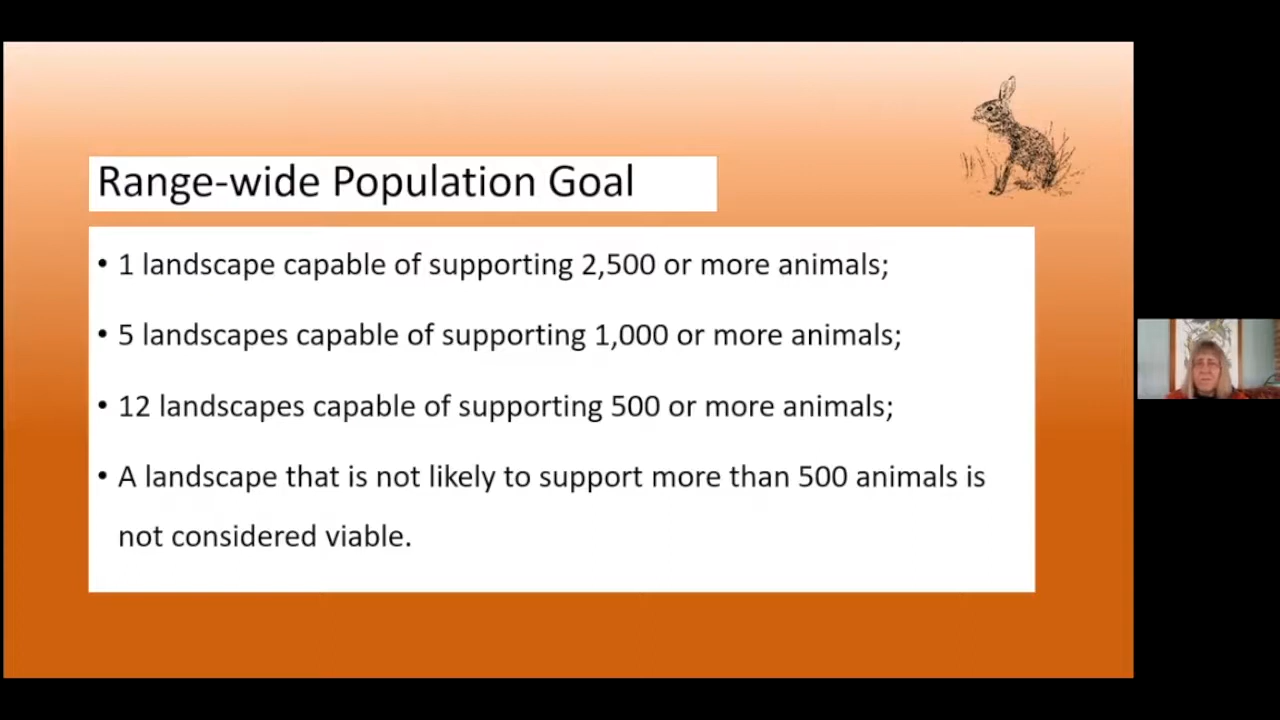 Range-wide Population Goal
• 1 landscape capable of supporting 2,500 or more animals;
• 5 landscapes capable of supporting 1,000 or more animals;
• 12 landscapes capable of supporting 500 or more animals;
• A landscape that is not likely to support more than 500 animals is
not considered viable.